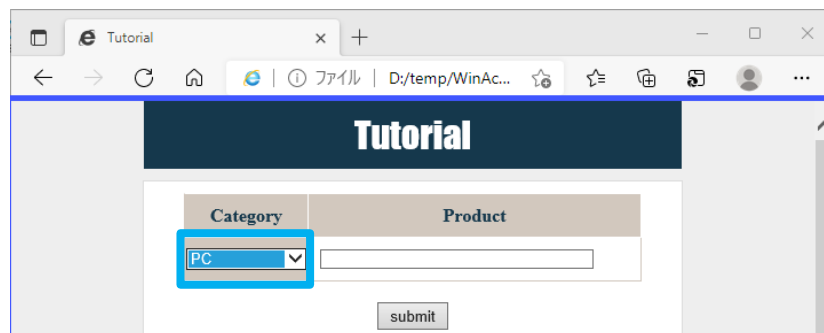 Tutorial
ファイル D:/temp/WinAc...
Tutorial
Category Product
PC
submit